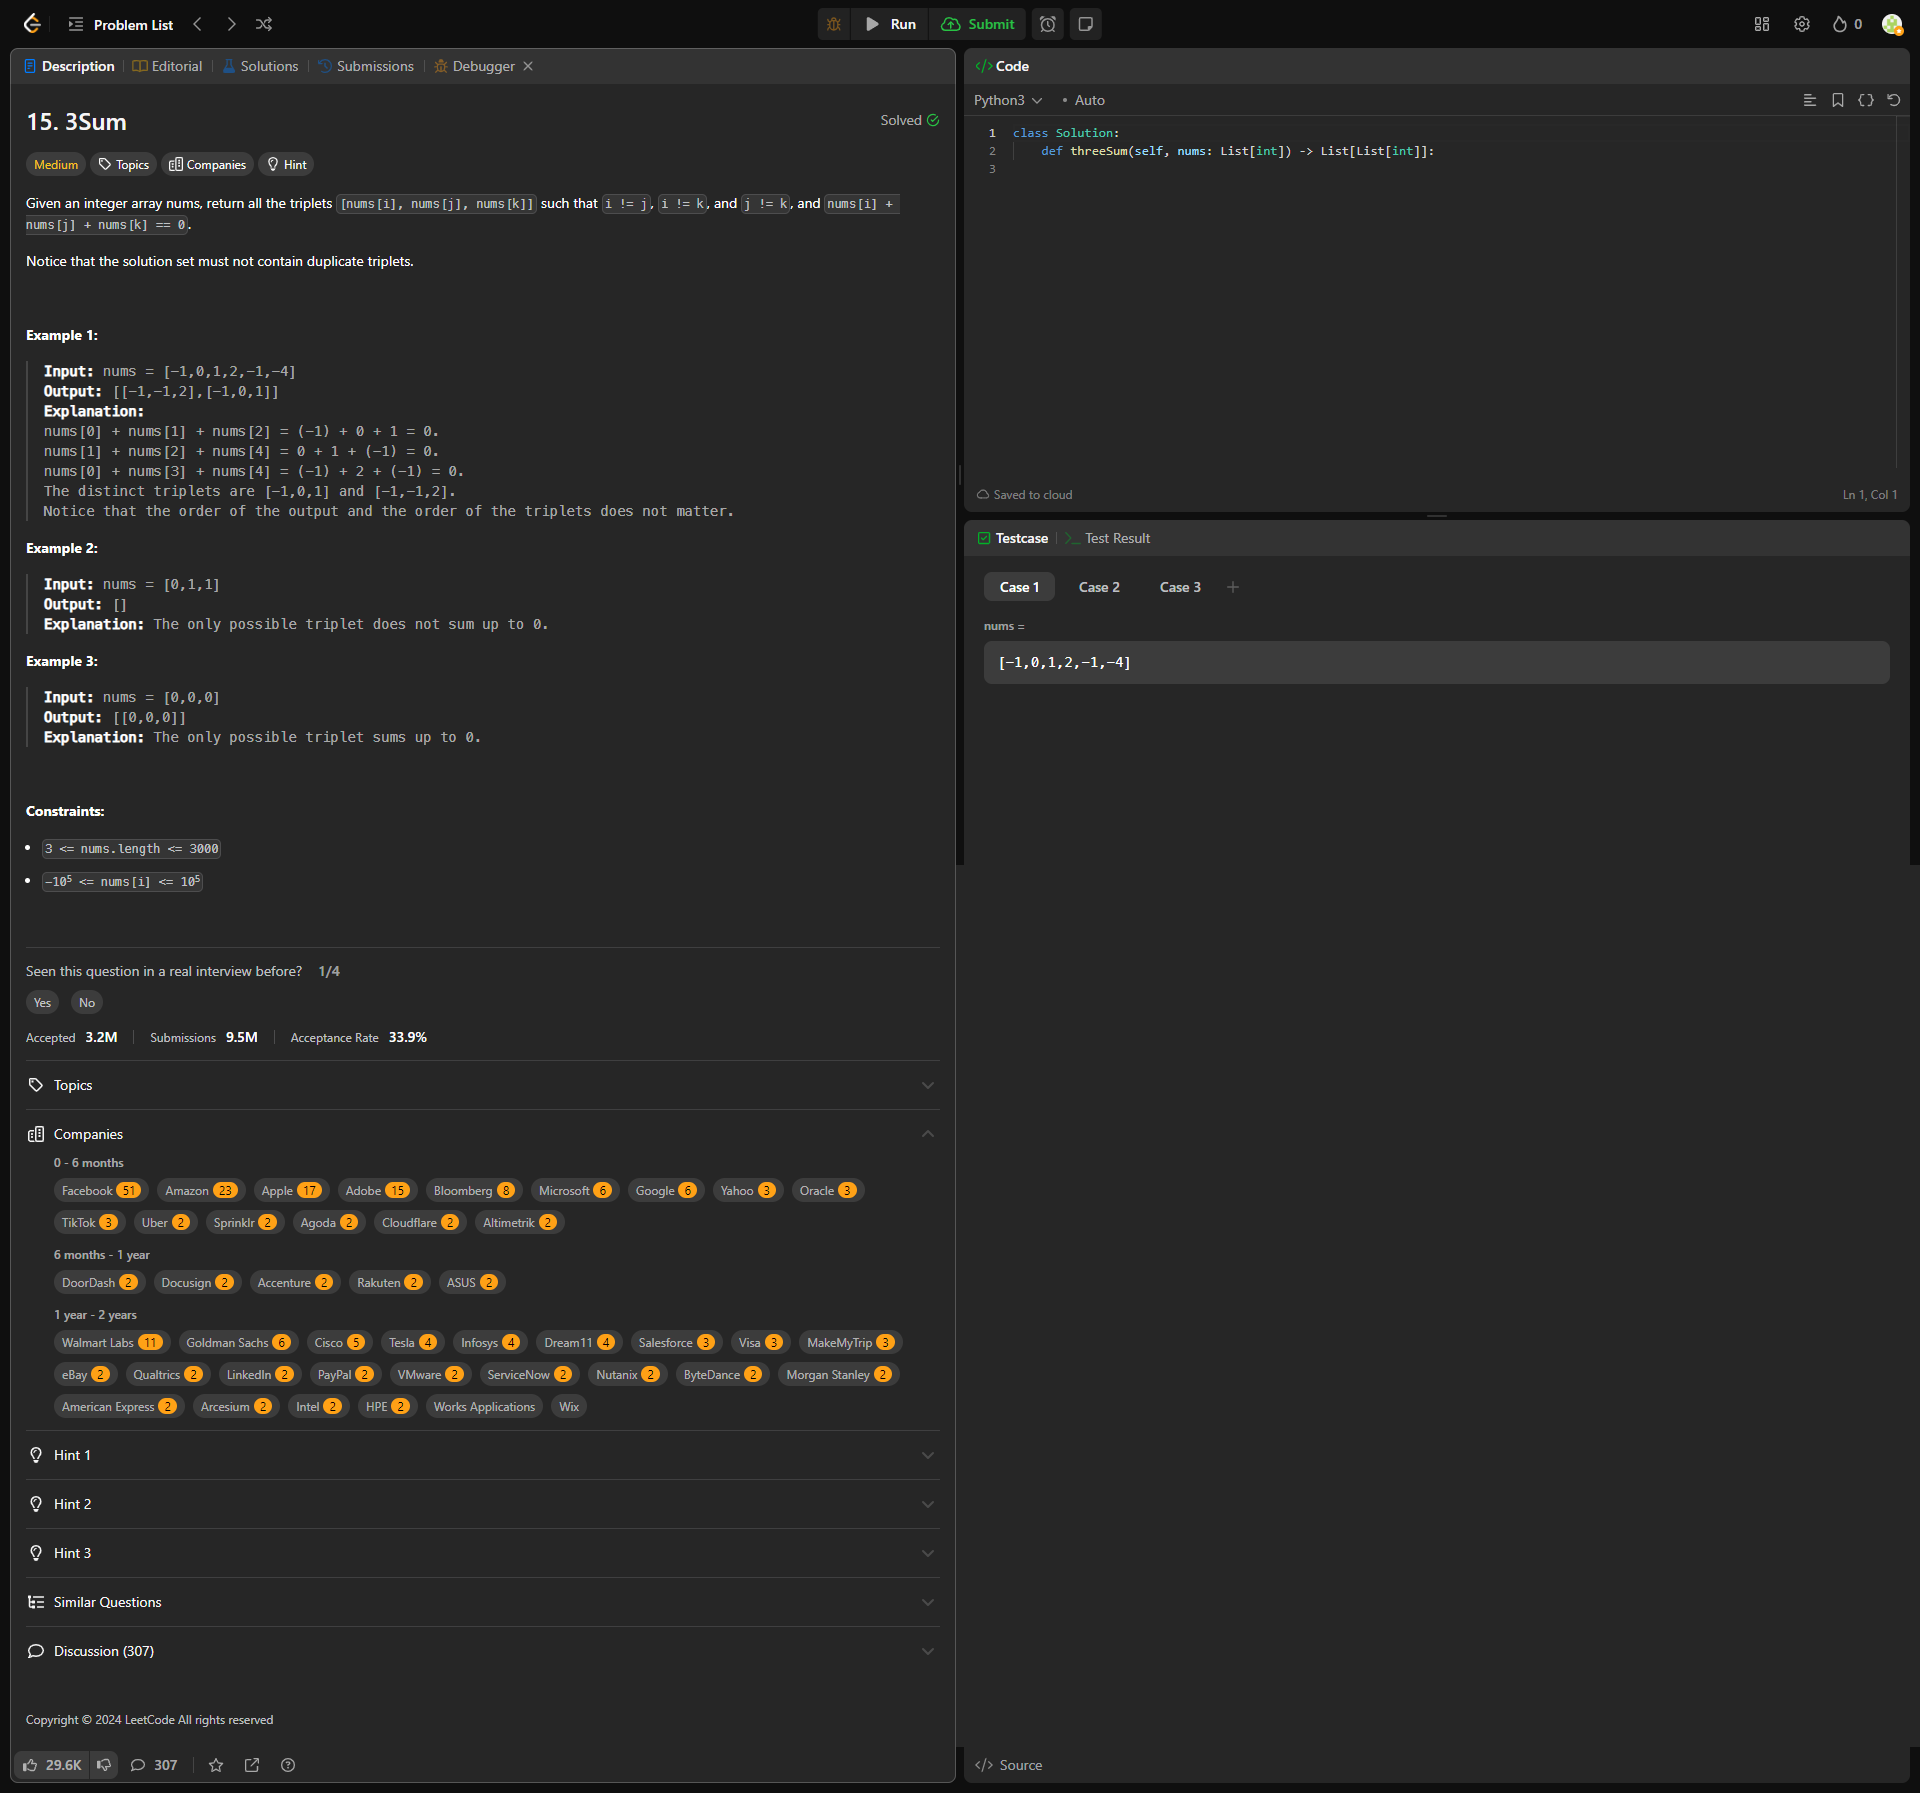 Problem List
Run
Submit
0
Description
Editorial
Solutions
Submissions
Debugger
15. 3Sum
Solved
Medium
Topics
Companies
Hint
Given an integer array nums, return all the triplets [nums[i], nums[j], nums[k]] such that i != j, i != k, and j != k, and nums[i] +
nums[j] + nums[k] == 0.
Notice that the solution set must not contain duplicate triplets.
Example 1:
Input: nums = [-1,0,1,2,-1,-4]
Output: [[-1,-1,2],[-1,0,1]]
Explanation:
nums[0] + nums[1] + nums[2] = (-1) + 0 + 1 = 0.
nums[1] + nums[2] + nums[4] = 0 + 1 + (-1) = 0.
nums[0] + nums[3] + nums[4] = (-1) + 2 + (-1) = 0.
The distinct triplets are [-1,0,1] and [-1,-1,2].
Notice that the order of the output and the order of the triplets does not matter.
Example 2:
Input: nums = [0,1,1]
Output: []
Explanation: The only possible triplet does not sum up to 0.
Example 3:
Input: nums = [0,0,0]
Output: [[0,0,0]]
Explanation: The only possible triplet sums up to 0.
Constraints:
• 3 <= nums.length <= 3000
• -10⁵ <= nums[i] <= 10⁵
Seen this question in a real interview before? 1/4
Yes No
Accepted 3.2M Submissions 9.5M Acceptance Rate 33.9%
Topics
Companies
0 - 6 months
Facebook 51 Amazon 23 Apple 17 Adobe 15 Bloomberg 8 Microsoft 6 Google 6 Yahoo 3 Oracle 3
TikTok 3 Uber 2 Sprinklr 2 Agoda 2 Cloudflare 2 Altimetrik 2
6 months - 1 year
DoorDash 2 Docusign 2 Accenture 2 Rakuten 2 ASUS 2
1 year - 2 years
Walmart Labs 11 Goldman Sachs 6 Cisco 5 Tesla 4 Infosys 4 Dream11 4 Salesforce 3 Visa 3 MakeMyTrip 3
eBay 2 Qualtrics 2 LinkedIn 2 PayPal 2 VMware 2 ServiceNow 2 Nutanix 2 ByteDance 2 Morgan Stanley 2
American Express 2 Arcesium 2 Intel 2 HPE 2 Works Applications Wix
Hint 1
Hint 2
Hint 3
Similar Questions
Discussion (307)
Copyright © 2024 LeetCode All rights reserved
29.6K 307
</> Code
Python3 • Auto
1 class Solution:
2 def threeSum(self, nums: List[int]) -> List[List[int]]:
3
Saved to cloud
Ln 1, Col 1
Testcase
>_ Test Result
Case 1 Case 2 Case 3 +
nums =
[-1,0,1,2,-1,-4]
</> Source